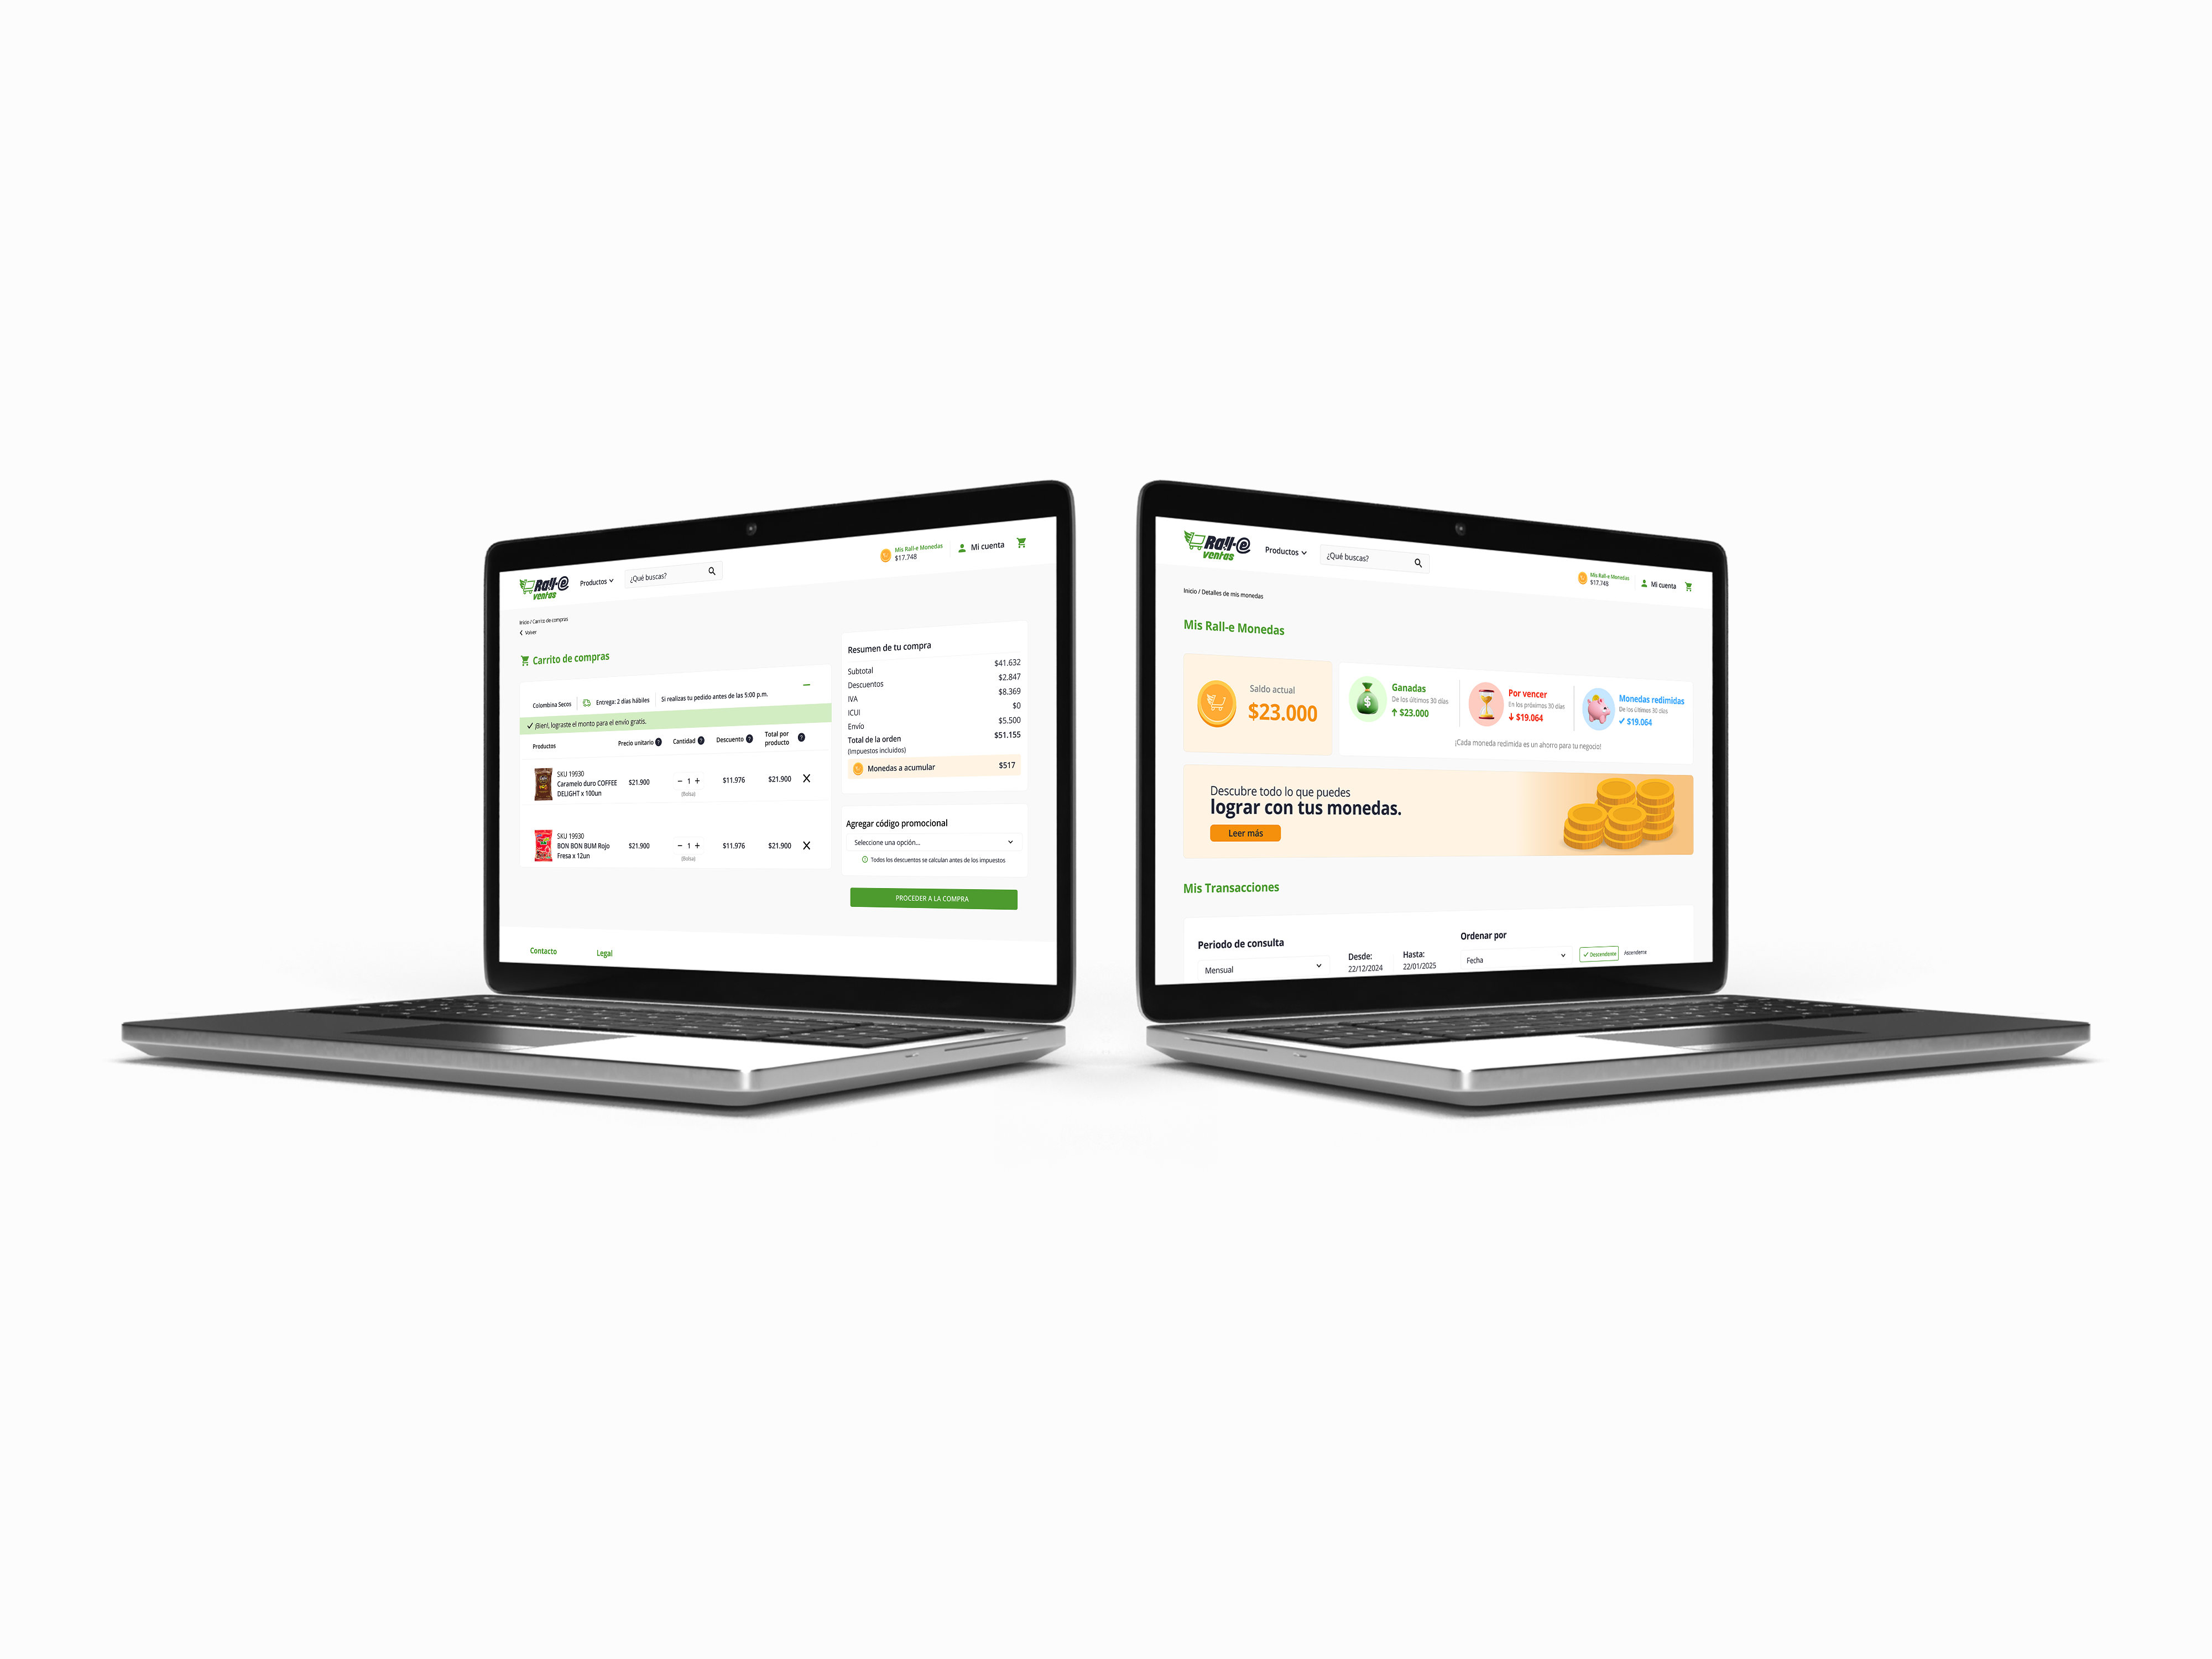 Rall-e
ventas
Productos
¿Qué buscas?
Mis Rall-e Monedas
$17.748
Mi cuenta
Inicio / Carrito de compras
Volver
Carrito de compras
Colombina Secos
Entrega: 2 días hábiles
Si realizas tu pedido antes de las 5:00 p.m.
¡Bien!, lograste el monto para el envío gratis.
Productos
Precio unitario ?
Cantidad ?
Descuento ?
Total por
producto
?
SKU 19930
Caramelo duro COFFEE
DELIGHT x 100un
$21.900
− 1 +
(Bolsa)
$11.976
$21.900
X
SKU 19930
BON BON BUM Rojo
Fresa x 12un
$21.900
− 1 +
(Bolsa)
$11.976
$21.900
X
Resumen de tu compra
Subtotal $41.632
Descuentos $2.847
IVA $8.369
ICUI $0
Envío $5.500
Total de la orden $51.155
(Impuestos incluidos)
Monedas a acumular $517
Agregar código promocional
Seleccione una opción...
Todos los descuentos se calculan antes de los impuestos
PROCEDER A LA COMPRA
Contacto
Legal
Rall-e
ventas
Productos
¿Qué buscas?
Mis Rall-e Monedas
$17.748
Mi cuenta
Inicio / Detalles de mis monedas
Mis Rall-e Monedas
Saldo actual
$23.000
Ganadas
De los últimos 30 días
$23.000
Por vencer
En los próximos 30 días
$19.064
Monedas redimidas
De los últimos 30 días
$19.064
¡Cada moneda redimida es un ahorro para tu negocio!
Descubre todo lo que puedes
lograr con tus monedas.
Leer más
Mis Transacciones
Periodo de consulta
Mensual
Desde:
22/12/2024
Hasta:
22/01/2025
Ordenar por
Fecha
Descendente
Ascendente